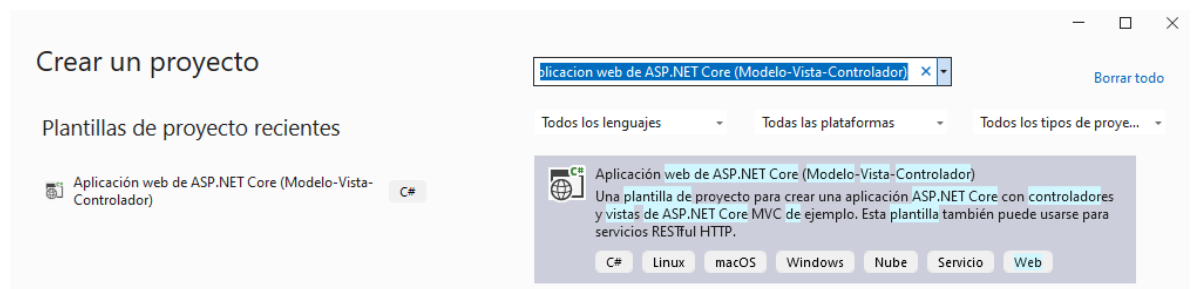 Crear un proyecto
plicacion web de ASP.NET Core (Modelo-Vista-Controlador)
Borrar todo
Plantillas de proyecto recientes
Todos los lenguajes
Todas las plataformas
Todos los tipos de proye...
Aplicación web de ASP.NET Core (Modelo-Vista-
Controlador)
C#
C#
Aplicación web de ASP.NET Core (Modelo-Vista-Controlador)
Una plantilla de proyecto para crear una aplicación ASP.NET Core con controladores
y vistas de ASP.NET Core MVC de ejemplo. Esta plantilla también puede usarse para
servicios RESTful HTTP.
C#
Linux
macOS
Windows
Nube
Servicio
Web